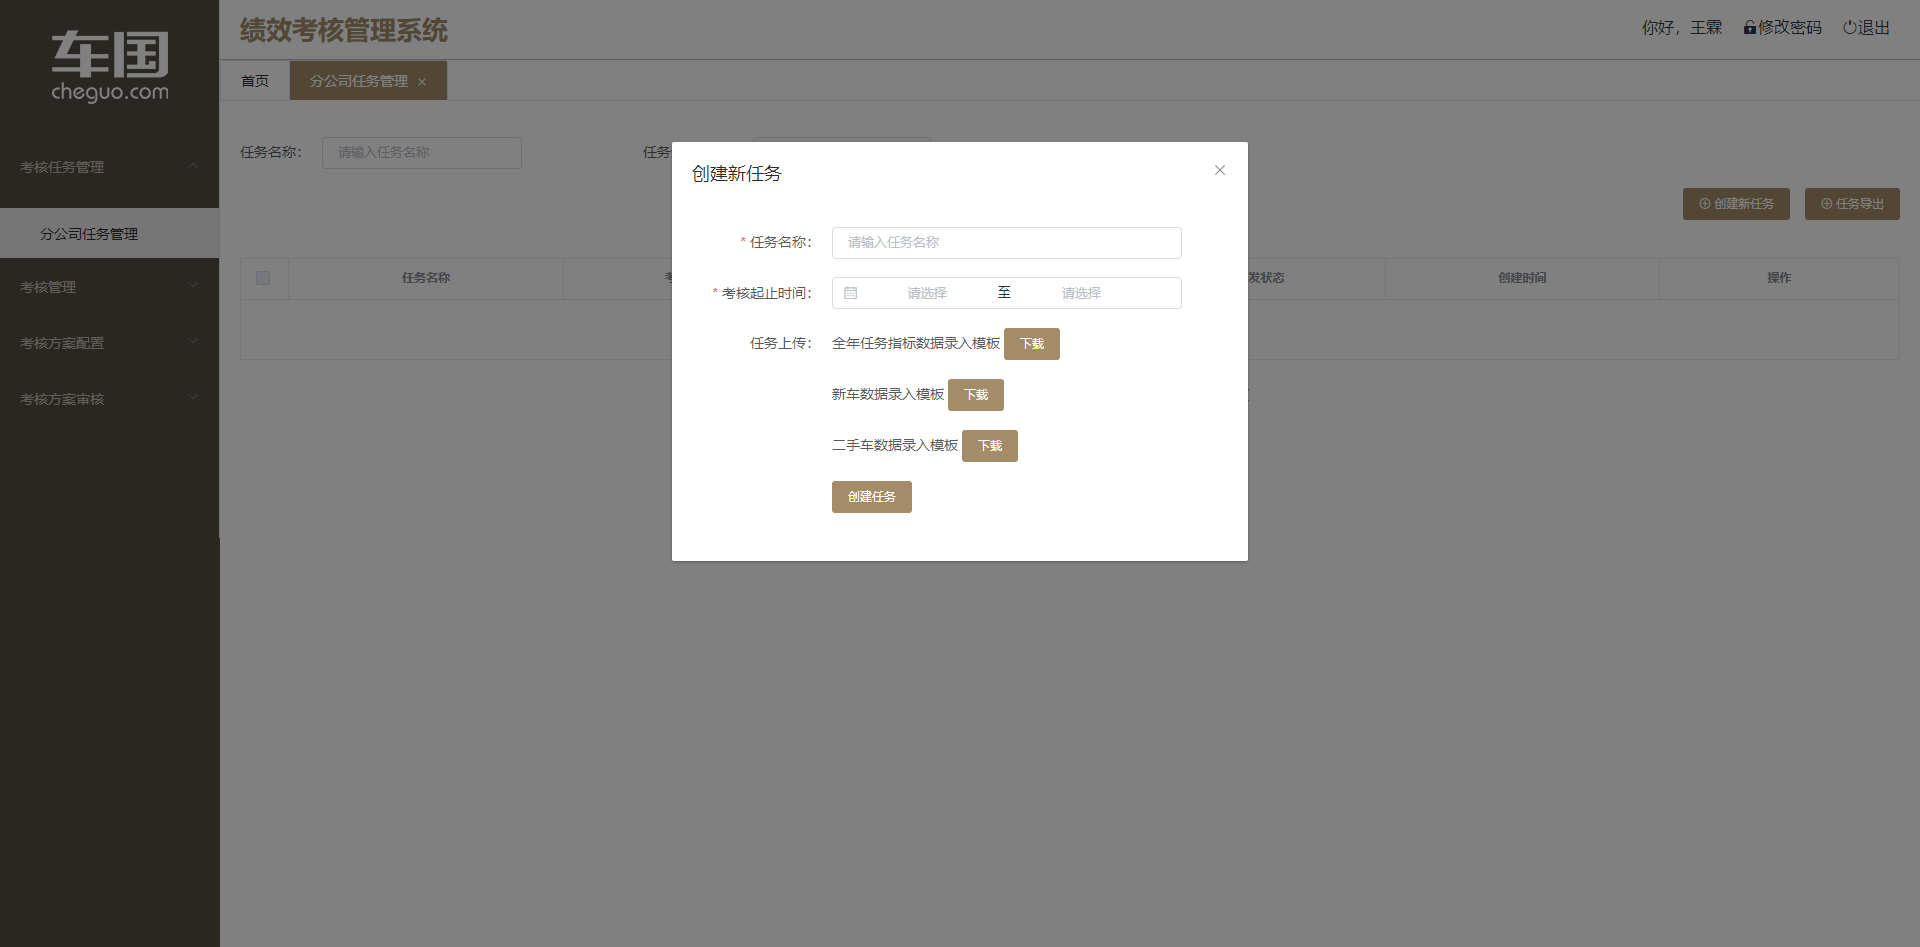 车国
cheguo.com
绩效考核管理系统
你好，王霖 修改密码 退出
首页 分公司任务管理
考核任务管理
分公司任务管理
考核管理
考核方案配置
考核方案审核
任务名称： 请输入任务名称 任务
创建新任务 任务导出
任务名称 发状态 创建时间 操作
创建新任务
* 任务名称： 请输入任务名称
* 考核起止时间： 请选择 至 请选择
任务上传： 全年任务指标数据录入模板 下载
新车数据录入模板 下载
二手车数据录入模板 下载
创建任务